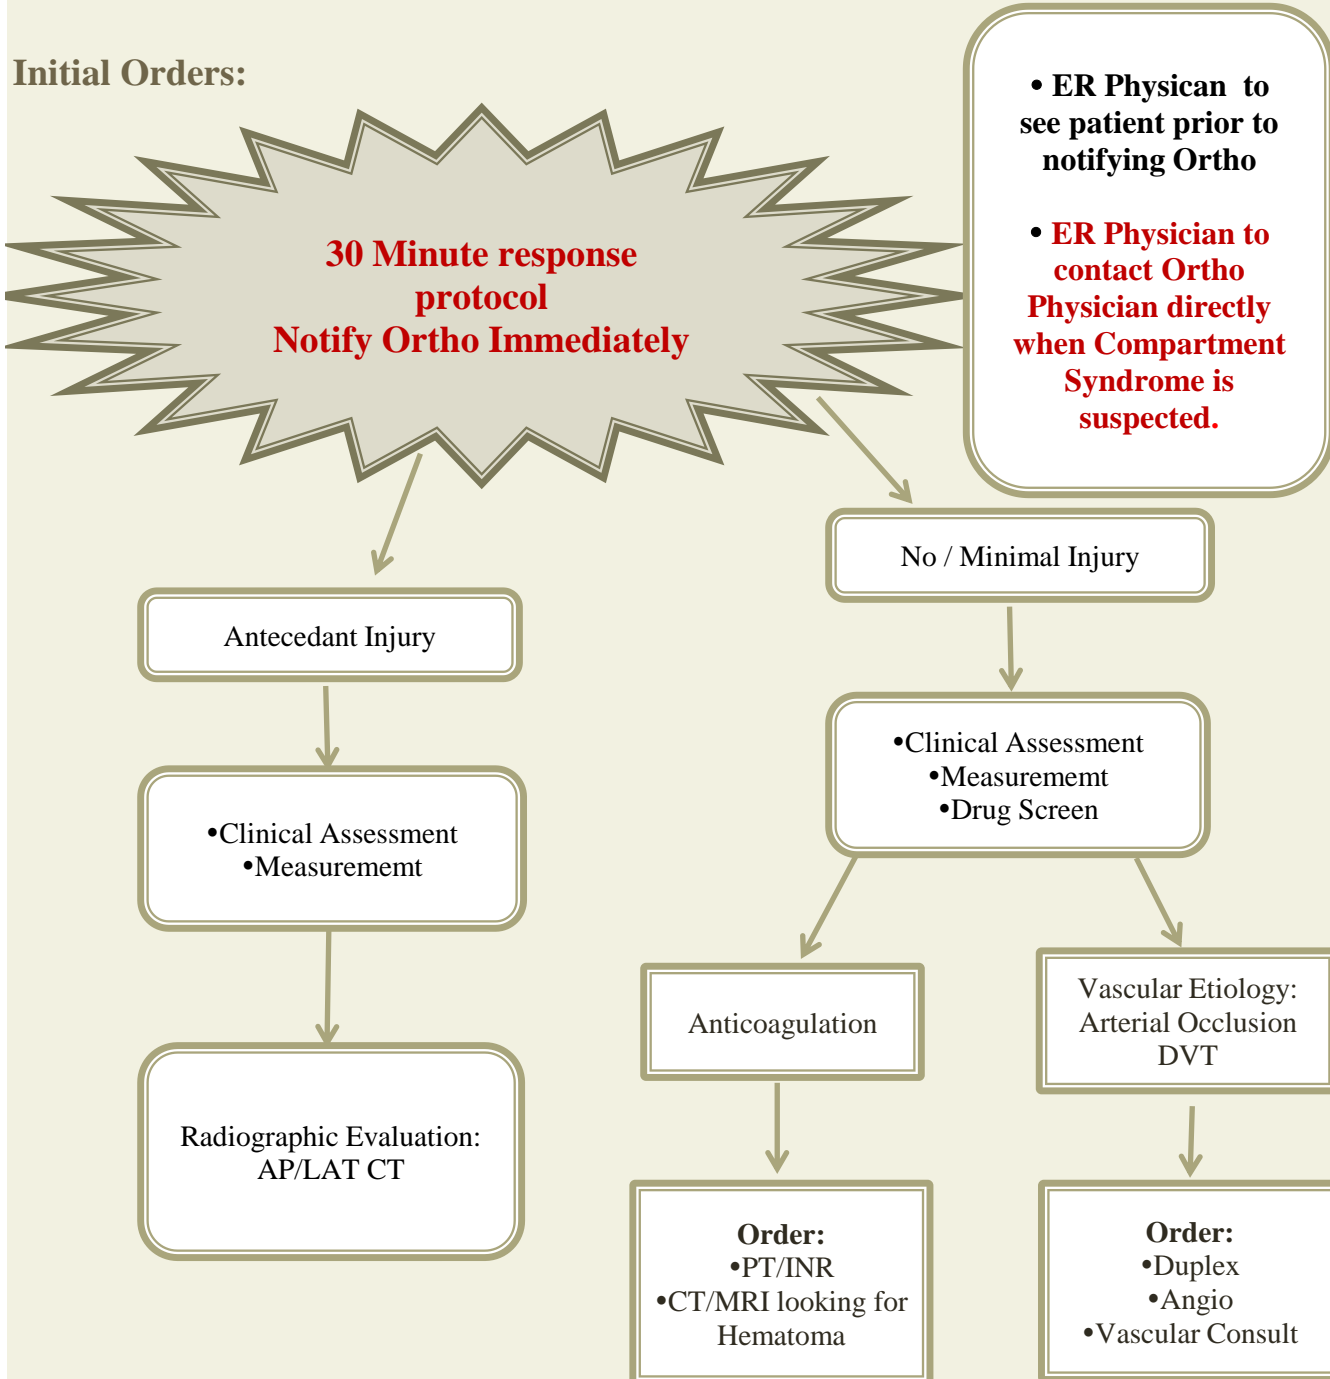 Initial Orders:
30 Minute response
protocol
Notify Ortho Immediately
• ER Physican to
see patient prior to
notifying Ortho
• ER Physician to
contact Ortho
Physician directly
when Compartment
Syndrome is
suspected.
No / Minimal Injury
Antecedant Injury
•Clinical Assessment
•Measurememt
•Drug Screen
•Clinical Assessment
•Measurememt
Anticoagulation
Vascular Etiology:
Arterial Occlusion
DVT
Radiographic Evaluation:
AP/LAT CT
Order:
•PT/INR
•CT/MRI looking for
Hematoma
Order:
•Duplex
•Angio
•Vascular Consult